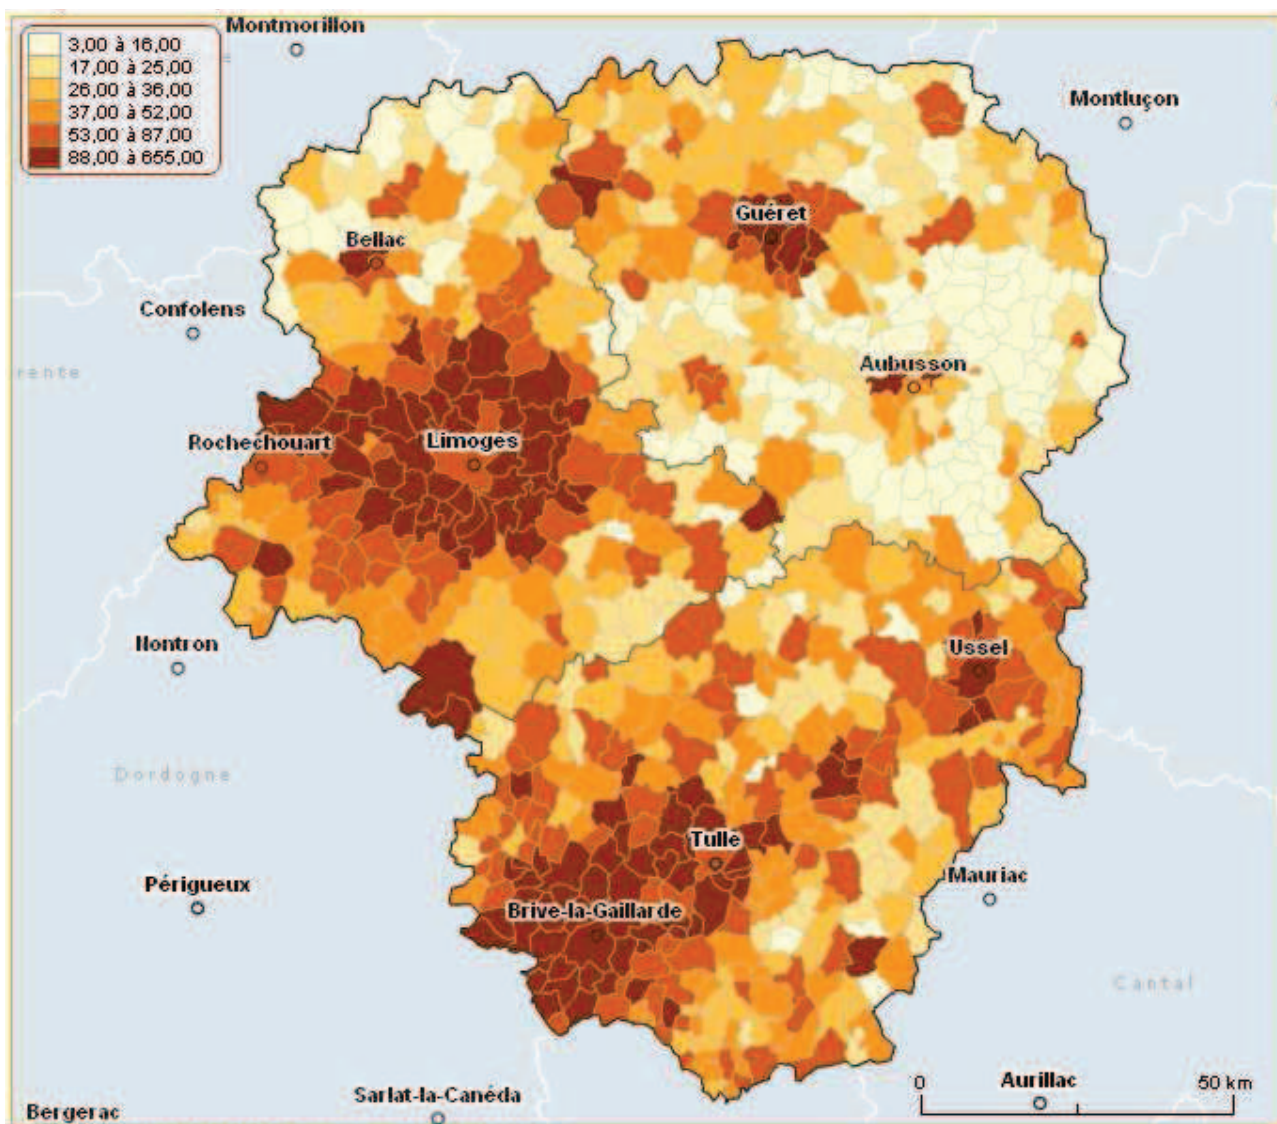 Montmorillon
3,00 à 16,00
17,00 à 25,00
26,00 à 36,00
37,00 à 52,00
53,00 à 87,00
88,00 à 655,00
Montluçon
Guéret
Bellac
Confolens
Aubusson
rente
Rochechouart
Limoges
Nontron
Ussel
Dordogne
Tulle
Périgueux
Mauriac
Brive-la-Gaillarde
Cantal
0
Aurillac
50 km
Sarlat-la-Canéda
Bergerac